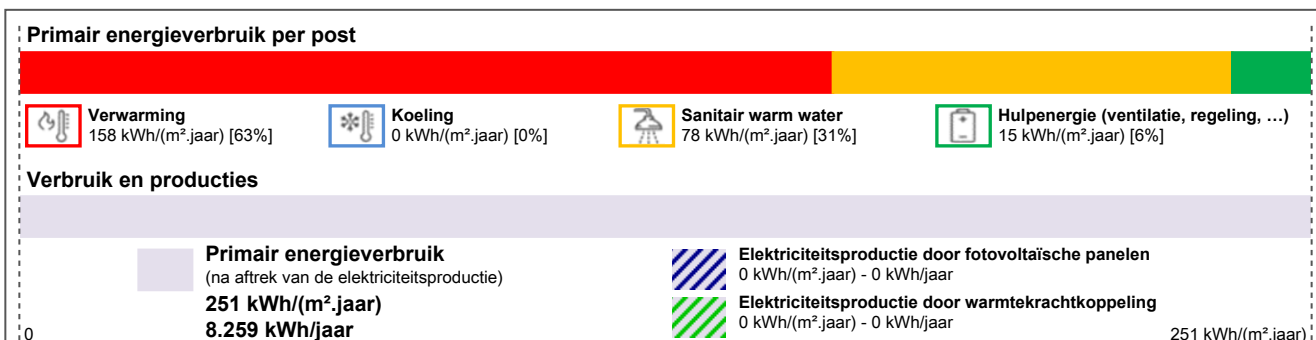 Primair energieverbruik per post
Verwarming
158 kWh/(m².jaar) [63%]
Koeling
0 kWh/(m².jaar) [0%]
Sanitair warm water
78 kWh/(m².jaar) [31%]
Hulpenergie (ventilatie, regeling, …)
15 kWh/(m².jaar) [6%]
Verbruik en producties
Primair energieverbruik
(na aftrek van de elektriciteitsproductie)
251 kWh/(m².jaar)
8.259 kWh/jaar
Elektriciteitsproductie door fotovoltaïsche panelen
0 kWh/(m².jaar) - 0 kWh/jaar
Elektriciteitsproductie door warmtekrachtkoppeling
0 kWh/(m².jaar) - 0 kWh/jaar
0
251 kWh/(m².jaar)